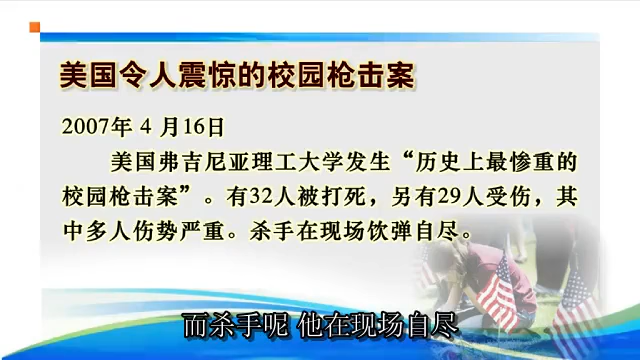 美国令人震惊的校园枪击案
2007年 4 月16日
美国弗吉尼亚理工大学发生“历史上最惨重的
校园枪击案”。有32人被打死，另有29人受伤，其
中多人伤势严重。杀手在现场饮弹自尽。
而杀手呢 他在现场自尽